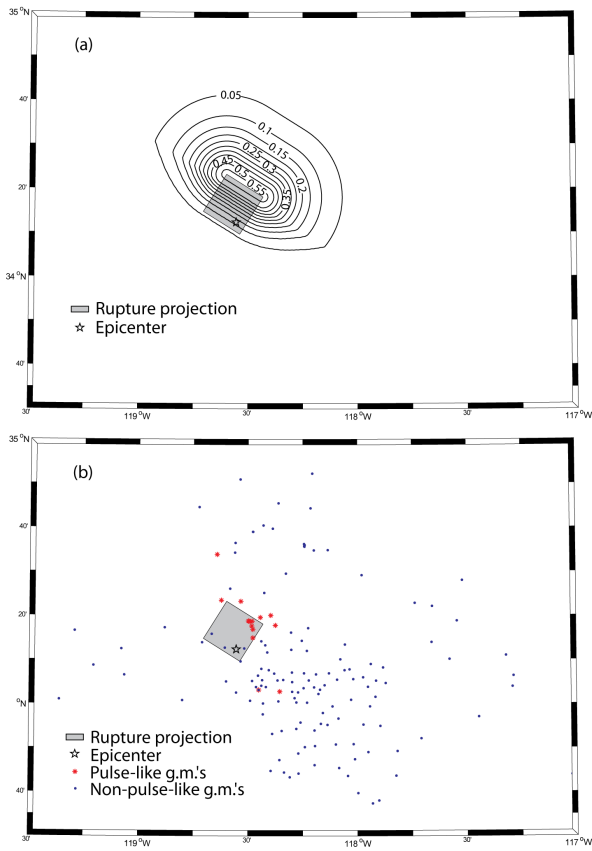 35 °N
(a)
0.05
40'
0.1
0.15
0.25
0.3
0.45
0.5
0.2
20'
0.55
0.35
34 °N
Rupture projection
Epicenter
40'
30'
119 °W
30'
118 °W
30'
117 °W
35 °N
(b)
40'
20'
°N
Rupture projection
Epicenter
Pulse-like g.m.'s
Non-pulse-like g.m.'s
40'
30'
119 °W
30'
118 °W
30'
117 °W